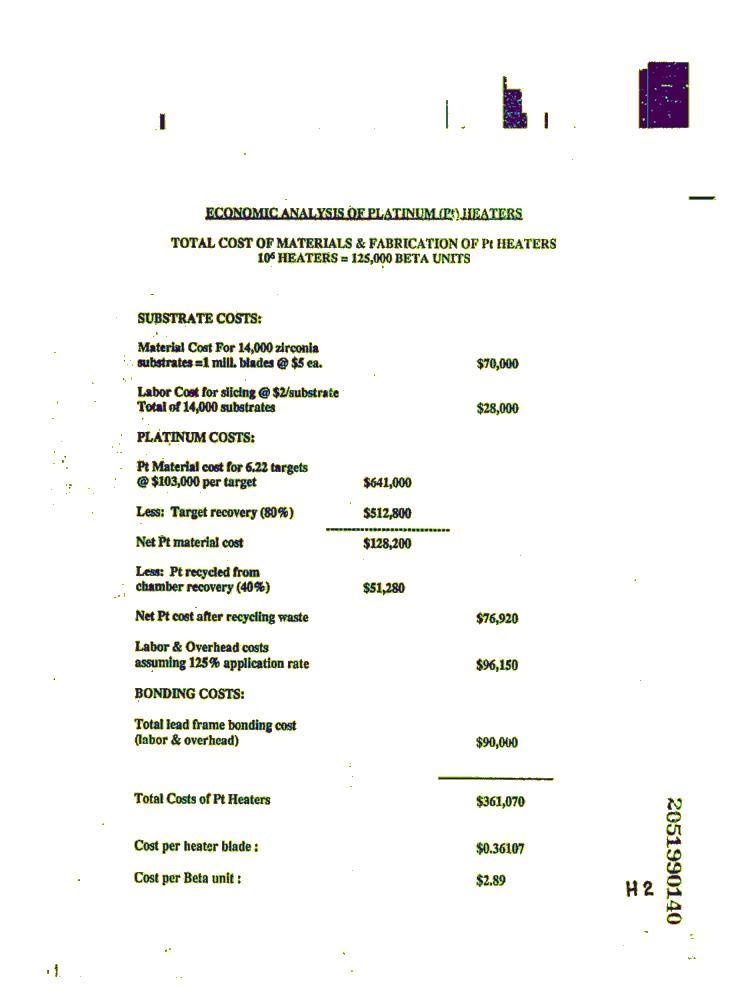 ECONOMIC ANALYSIS OF PLATINUM (Pt) HEATERS
TOTAL COST OF MATERIALS & FABRICATION OF Pt HEATERS
10⁶ HEATERS = 125,000 BETA UNITS
SUBSTRATE COSTS:
Material Cost For 14,000 zirconia
substrates =1 mill. blades @ $5 ea. $70,000
Labor Cost for slicing @ $2/substrate
Total of 14,000 substrates $28,000
PLATINUM COSTS:
Pt Material cost for 6.22 targets
@ $103,000 per target $641,000
Less: Target recovery (80%) $512,800
Net Pt material cost $128,200
Less: Pt recycled from
chamber recovery (40%) $51,280
Net Pt cost after recycling waste $76,920
Labor & Overhead costs
assuming 125% application rate $96,150
BONDING COSTS:
Total lead frame bonding cost
(labor & overhead) $90,000
Total Costs of Pt Heaters $361,070
Cost per heater blade : $0.36107
Cost per Beta unit : $2.89
H2
2051990140